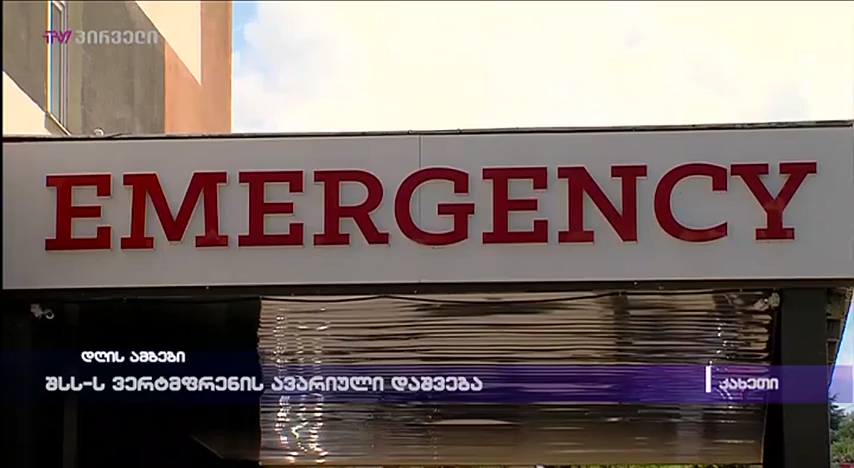 TV ᲞᲘᲠᲕᲔᲚᲘ
EMERGENCY
ᲓᲦᲘᲡ ᲐᲛᲑᲔᲑᲘ
ᲨᲡᲡ-Ს ᲕᲔᲠᲢᲛᲤᲠᲔᲜᲘᲡ ᲐᲕᲐᲠᲘᲣᲚᲘ ᲓᲐᲨᲕᲔᲑᲐ
ᲙᲐᲮᲔᲗᲘ